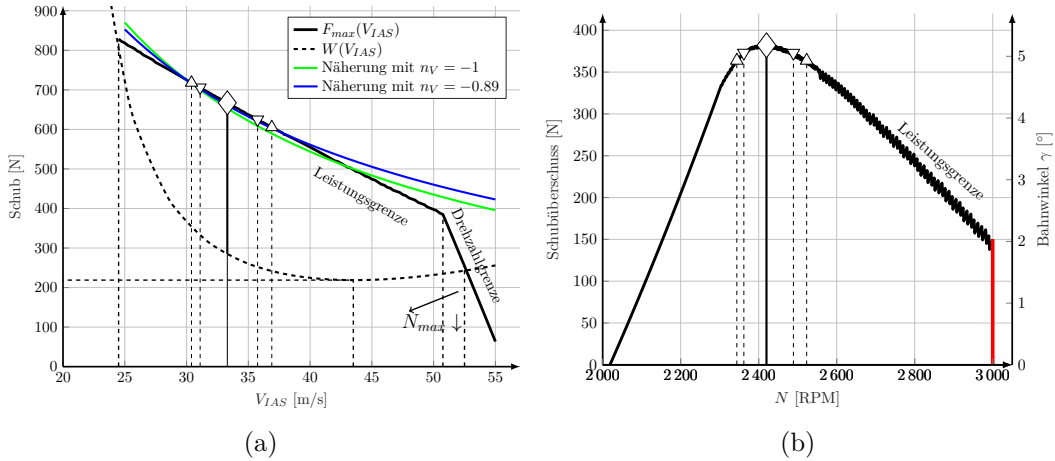 F_max(V_IAS)
W(V_IAS)
Näherung mit n_V = −1
Näherung mit n_V = −0.89
Leistungsgrenze
Drehzahlgrenze
N_max ↓
Schub [N]
900
800
700
600
500
400
300
200
100
0
20 25 30 35 40 45 50 55
V_IAS [m/s]
(a)
Leistungsgrenze
Schubüberschuss [N]
400
350
300
250
200
150
100
50
0
2 000 2 200 2 400 2 600 2 800 3 000
N [RPM]
Bahnwinkel γ [°]
5
4
3
2
1
0
(b)